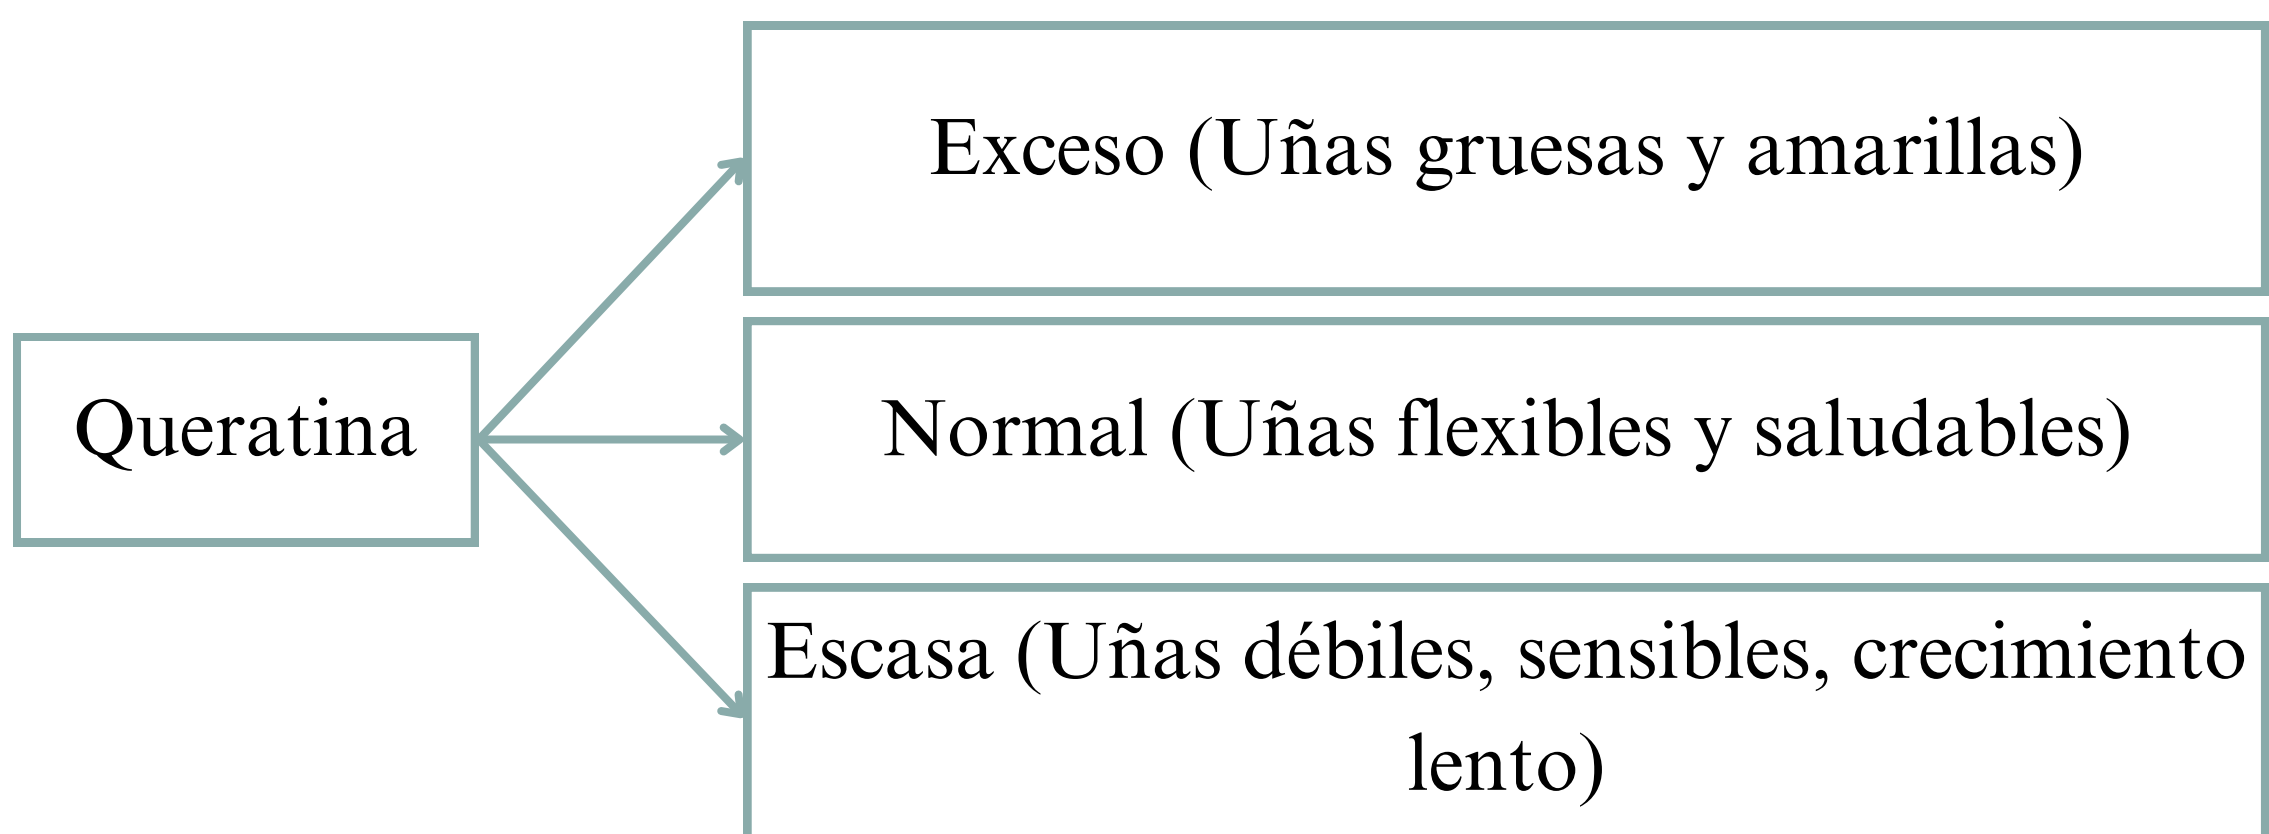 Queratina
Exceso (Uñas gruesas y amarillas)
Normal (Uñas flexibles y saludables)
Escasa (Uñas débiles, sensibles, crecimiento
lento)